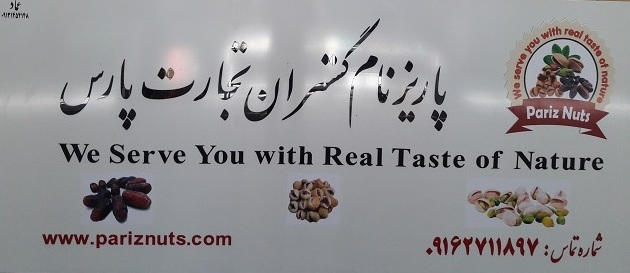 عماد
پاریز نام گستران تجارت پارس
We serve you with real taste of nature
Pariz Nuts
We Serve You with Real Taste of Nature
www.pariznuts.com
شماره تماس: ۰۹۱۶۲۷۱۱۸۹۷